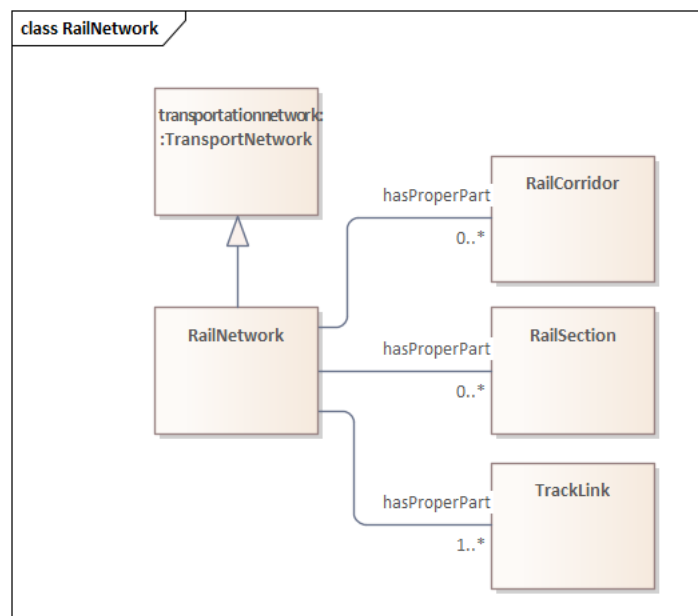 class RailNetwork
transportationnetwork:
:TransportNetwork
RailCorridor
hasProperPart
0..*
RailNetwork
RailSection
hasProperPart
0..*
TrackLink
hasProperPart
1..*